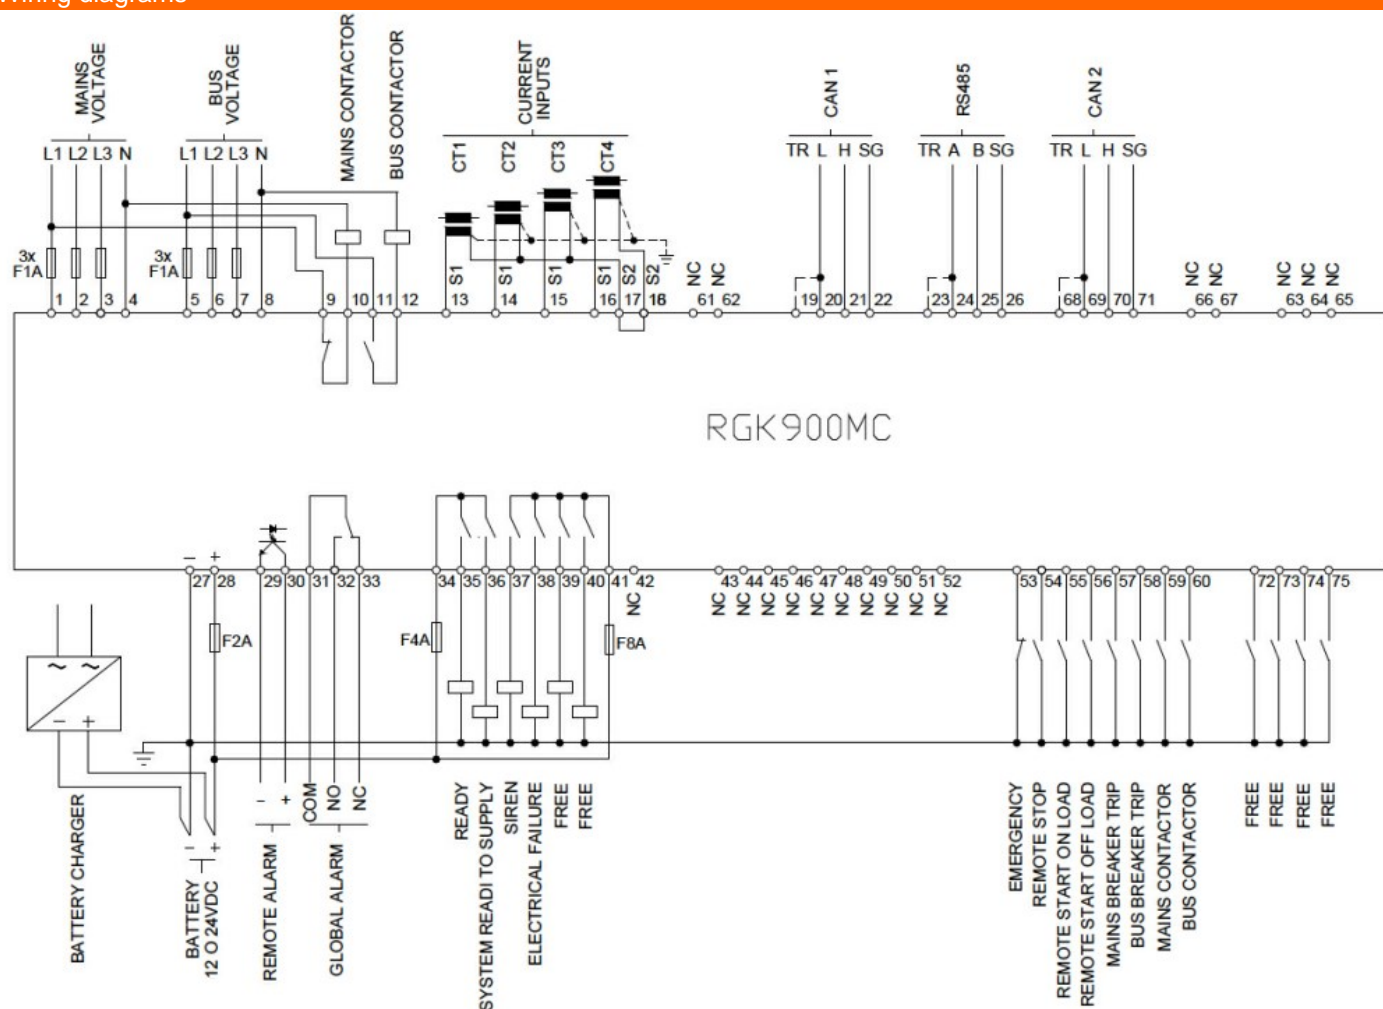 Wiring diagrams
MAINS
VOLTAGE
BUS
VOLTAGE
MAINS CONTACTOR
BUS CONTACTOR
CURRENT
INPUTS
CAN 1
RS485
CAN 2
L1 L2 L3 N
L1 L2 L3 N
CT1
CT2
CT3
CT4
TR L H SG
TR A B SG
TR L H SG
3x
F1A
3x
F1A
S1
S1
S1
S1
S2
S2
NC
NC
NC
NC
NC
NC
NC
1 2 3 4 5 6 7 8 9 10 11 12 13 14 15 16 17 18 61 62 19 20 21 22 23 24 25 26 68 69 70 71 66 67 63 64 65
RGK900MC
– +
27 28 29 30 31 32 33 34 35 36 37 38 39 40 41 42 43 44 45 46 47 48 49 50 51 52 53 54 55 56 57 58 59 60 72 73 74 75
NC
NC
NC
NC
NC
NC
NC
NC
NC
NC
NC
F2A
F4A
F8A
~ ~
– +
– +
– +
COM
NO
NC
BATTERY CHARGER
BATTERY
12 O 24VDC
REMOTE ALARM
GLOBAL ALARM
READY
SYSTEM READI TO SUPPLY
SIREN
ELECTRICAL FAILURE
FREE
FREE
EMERGENCY
REMOTE STOP
REMOTE START ON LOAD
REMOTE START OFF LOAD
MAINS BREAKER TRIP
BUS BREAKER TRIP
MAINS CONTACTOR
BUS CONTACTOR
FREE
FREE
FREE
FREE